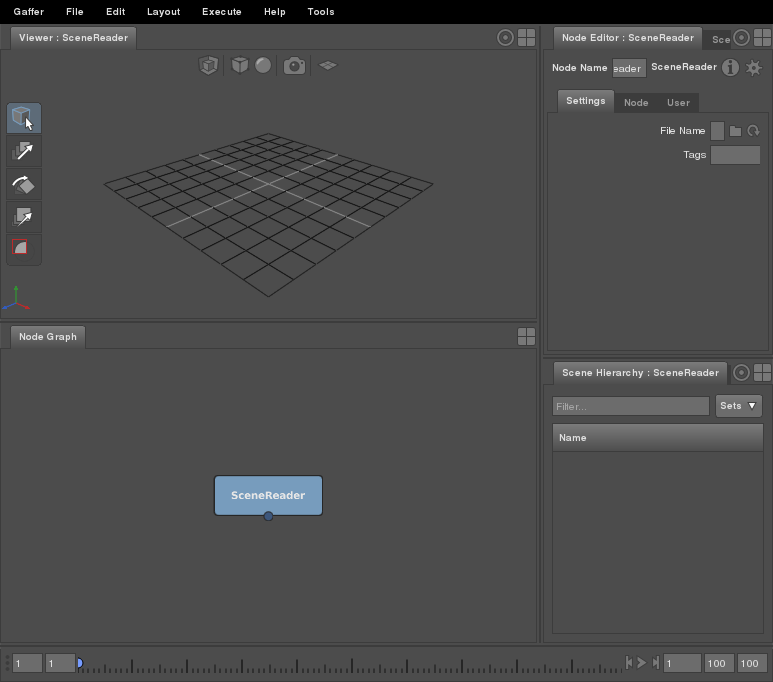 Gaffer File Edit Layout Execute Help Tools
Viewer : SceneReader
Node Editor : SceneReader Sce
Node Name eader SceneReader
Settings Node User
File Name
Tags
Node Graph
SceneReader
Scene Hierarchy : SceneReader
Filter... Sets
Name
1 1 1 100 100